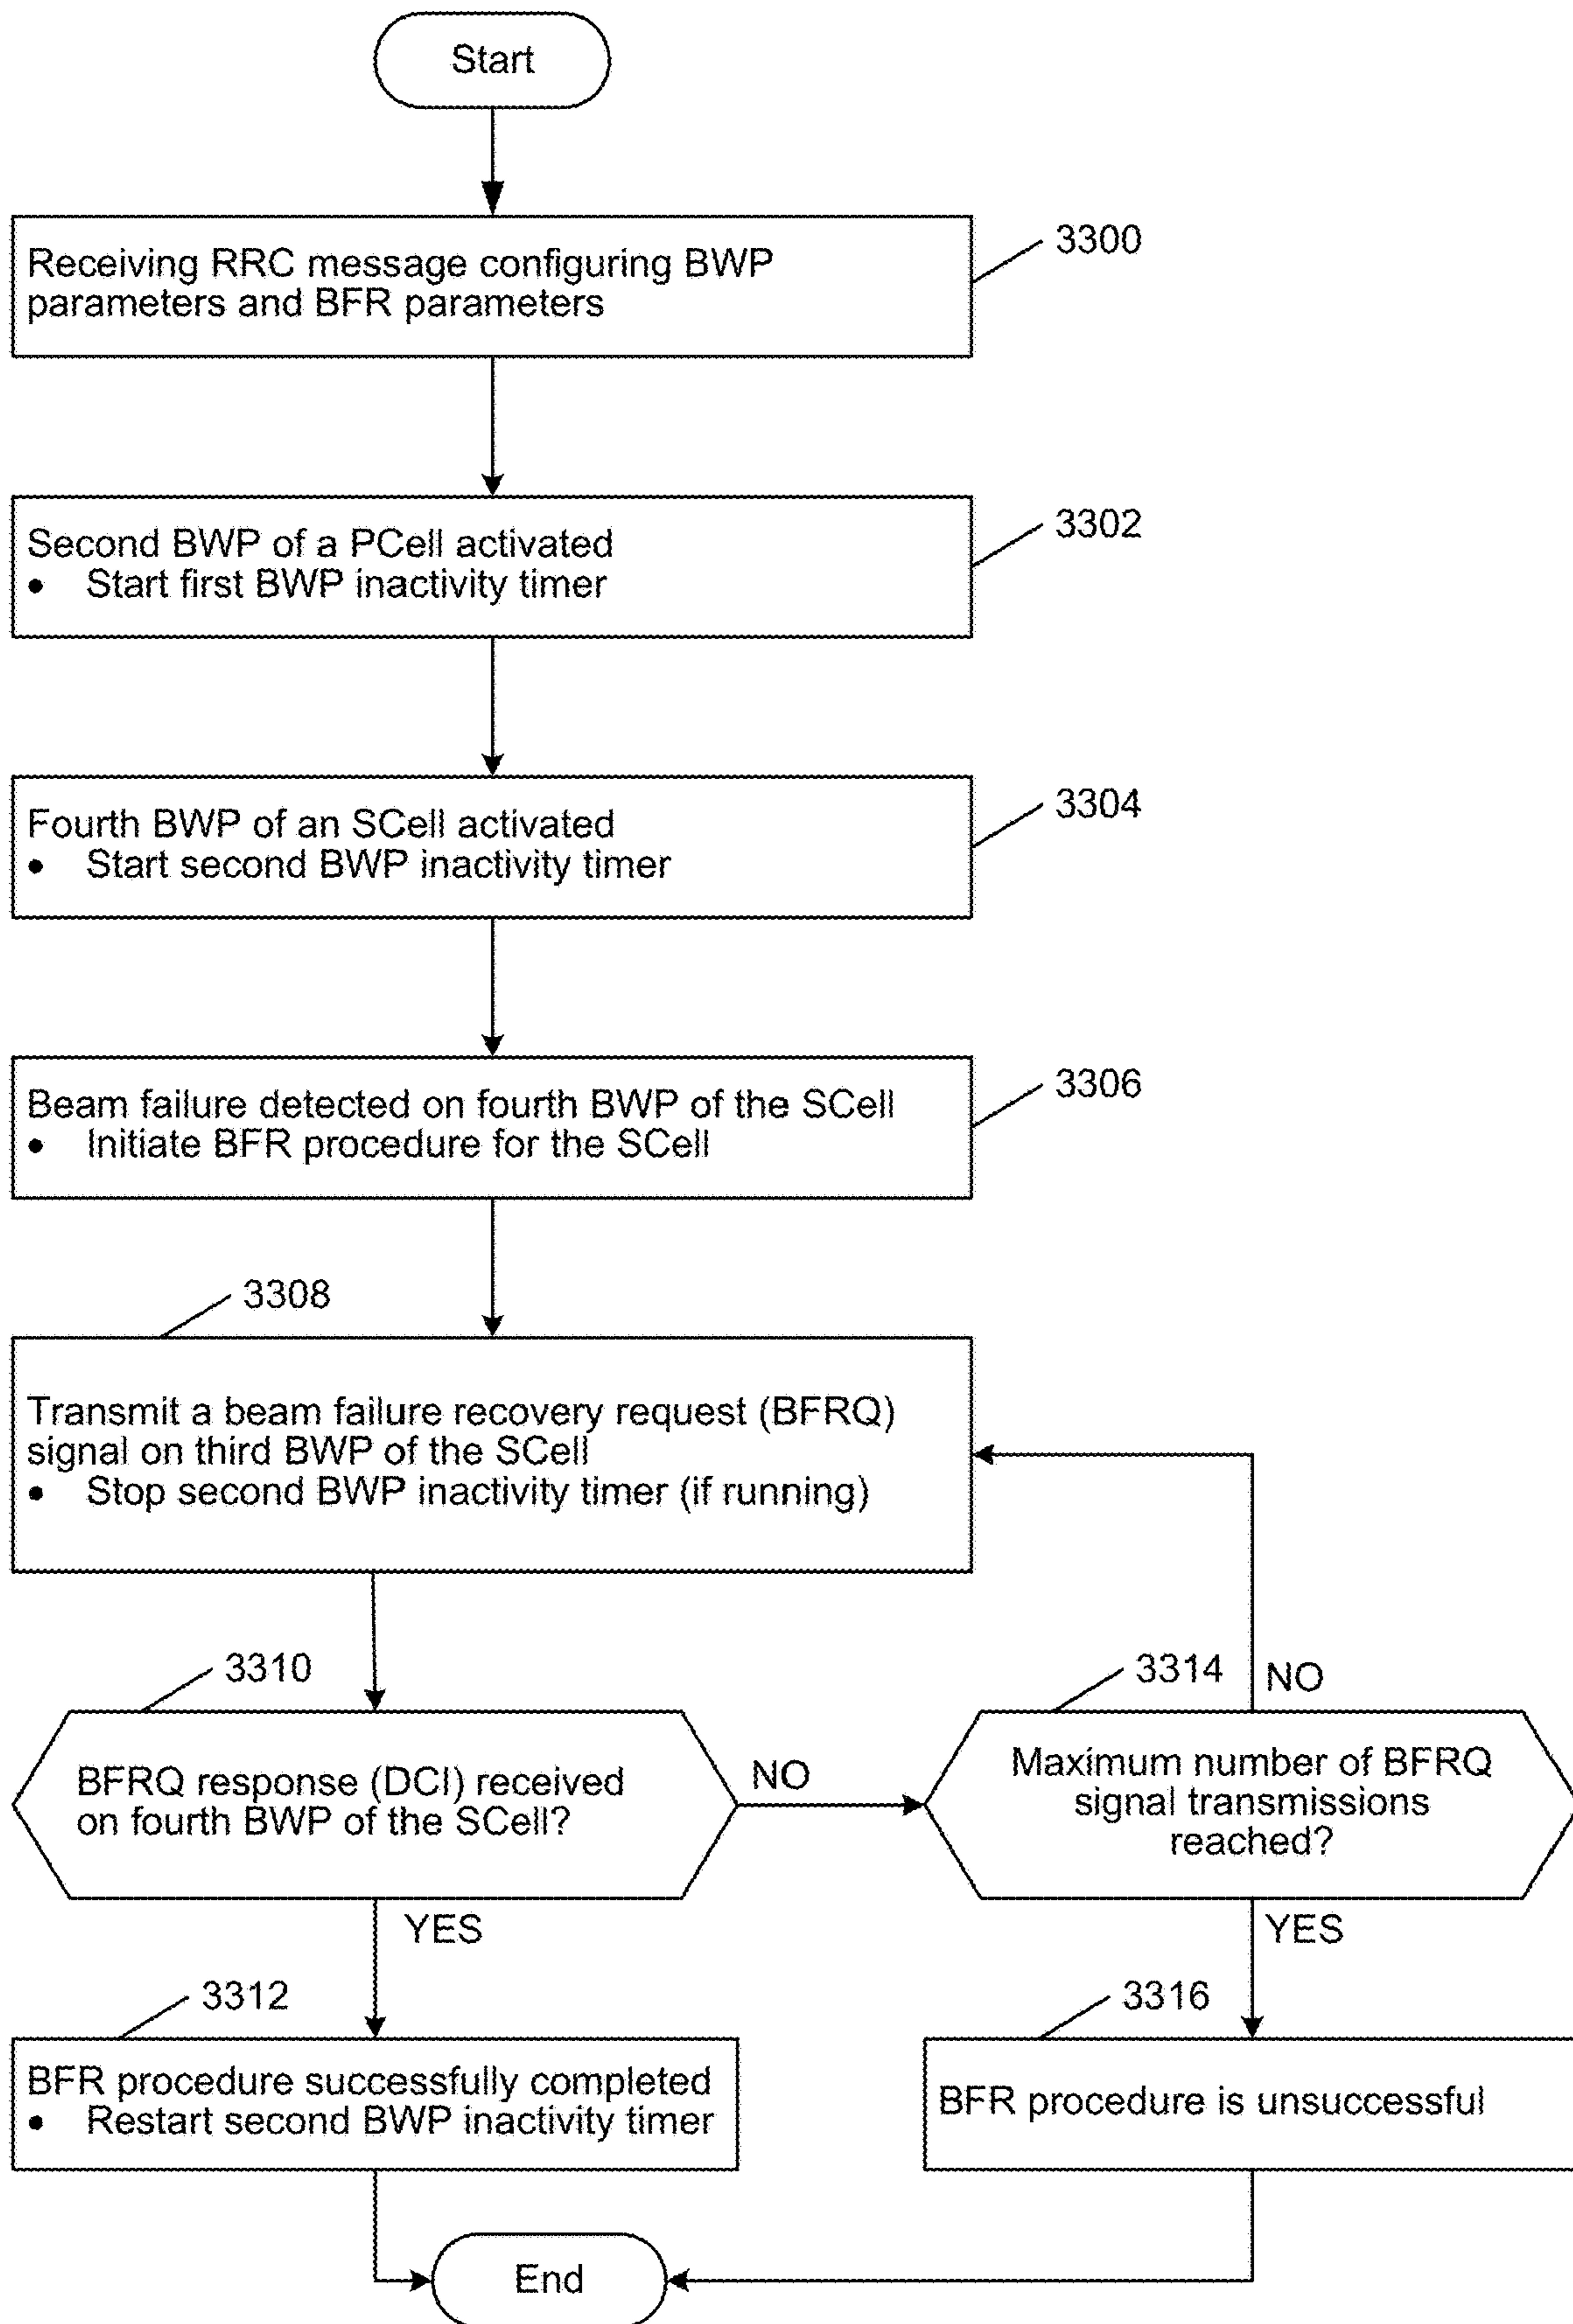 Start
Receiving RRC message configuring BWP
parameters and BFR parameters
3300
Second BWP of a PCell activated
• Start first BWP inactivity timer
3302
Fourth BWP of an SCell activated
• Start second BWP inactivity timer
3304
Beam failure detected on fourth BWP of the SCell
• Initiate BFR procedure for the SCell
3306
3308
Transmit a beam failure recovery request (BFRQ)
signal on third BWP of the SCell
• Stop second BWP inactivity timer (if running)
3310
BFRQ response (DCI) received
on fourth BWP of the SCell?
NO
3314
NO
Maximum number of BFRQ
signal transmissions
reached?
YES
YES
3312
BFR procedure successfully completed
• Restart second BWP inactivity timer
3316
BFR procedure is unsuccessful
End